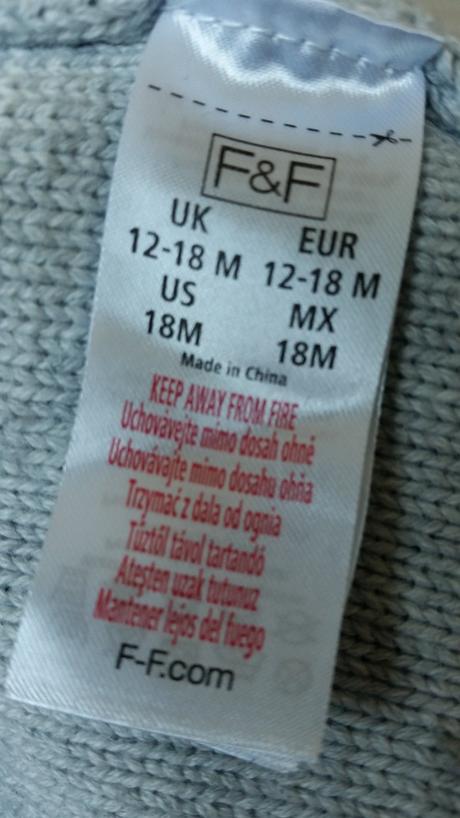 F&F
UK EUR
12-18 M 12-18 M
US MX
18M 18M
Made in China
KEEP AWAY FROM FIRE
Uchovávejte mimo dosah ohně
Uchovávajte mimo dosahu ohňa
Trzymać z dala od ognia
Tűztől távol tartandó
Ateşten uzak tutunuz
Mantener lejos del fuego
F-F.com